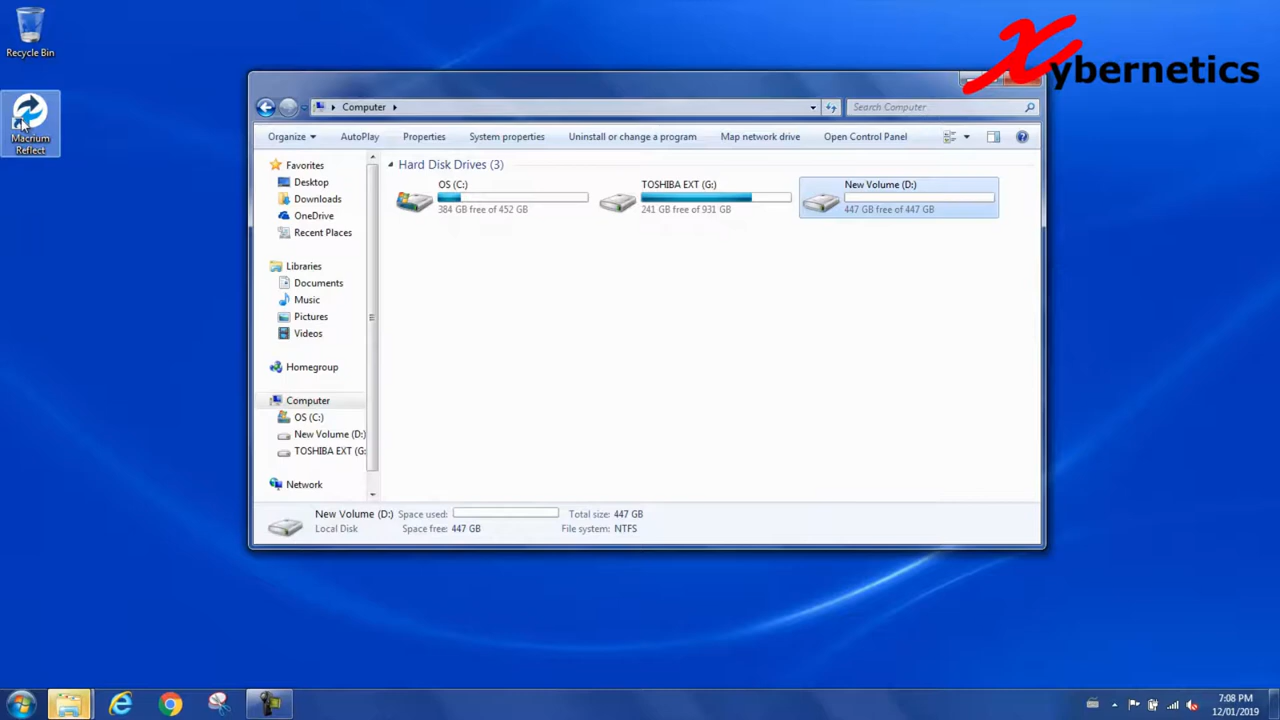 Recycle Bin
Macrium
Reflect
Xybernetics
Computer
Search Computer
Organize
AutoPlay
Properties
System properties
Uninstall or change a program
Map network drive
Open Control Panel
Favorites
Desktop
Downloads
OneDrive
Recent Places
Libraries
Documents
Music
Pictures
Videos
Homegroup
Computer
OS (C:)
New Volume (D:)
TOSHIBA EXT (G:
Network
Hard Disk Drives (3)
OS (C:)
384 GB free of 452 GB
TOSHIBA EXT (G:)
241 GB free of 931 GB
New Volume (D:)
447 GB free of 447 GB
New Volume (D:) Space used: Total size: 447 GB
Local Disk Space free: 447 GB File system: NTFS
7:08 PM
12/01/2019